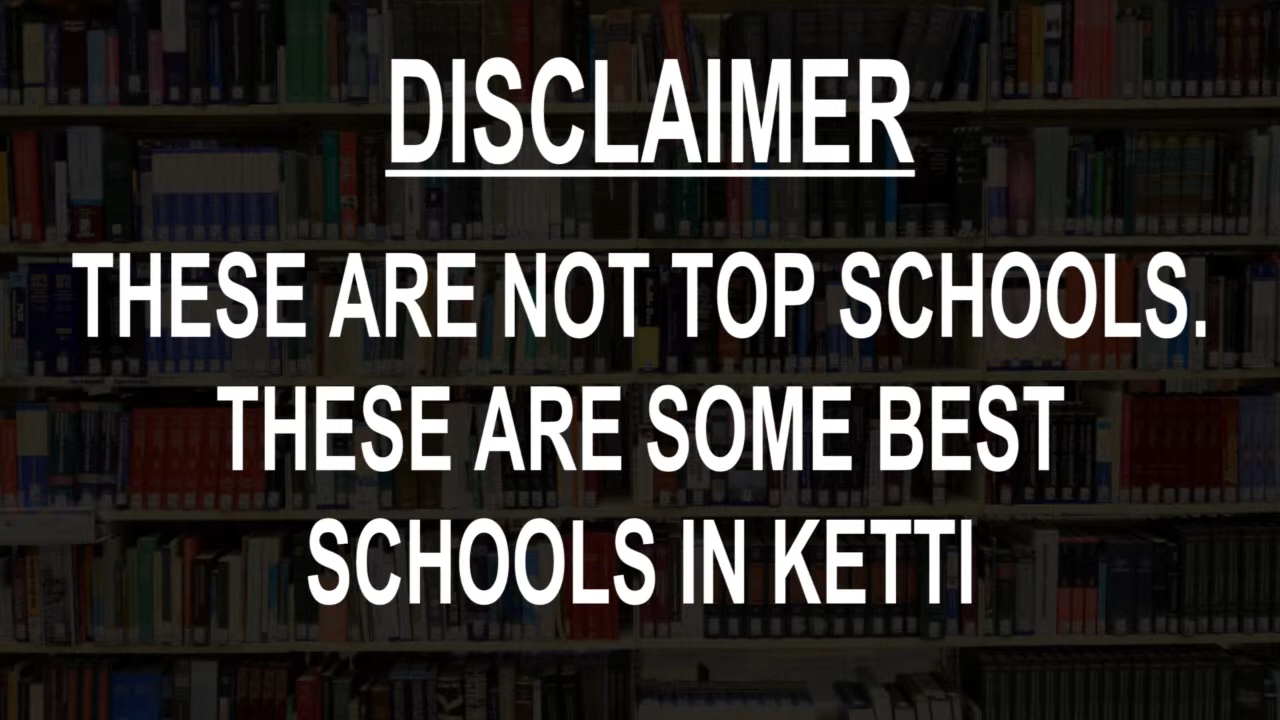 DISCLAIMER
THESE ARE NOT TOP SCHOOLS.
THESE ARE SOME BEST
SCHOOLS IN KETTI